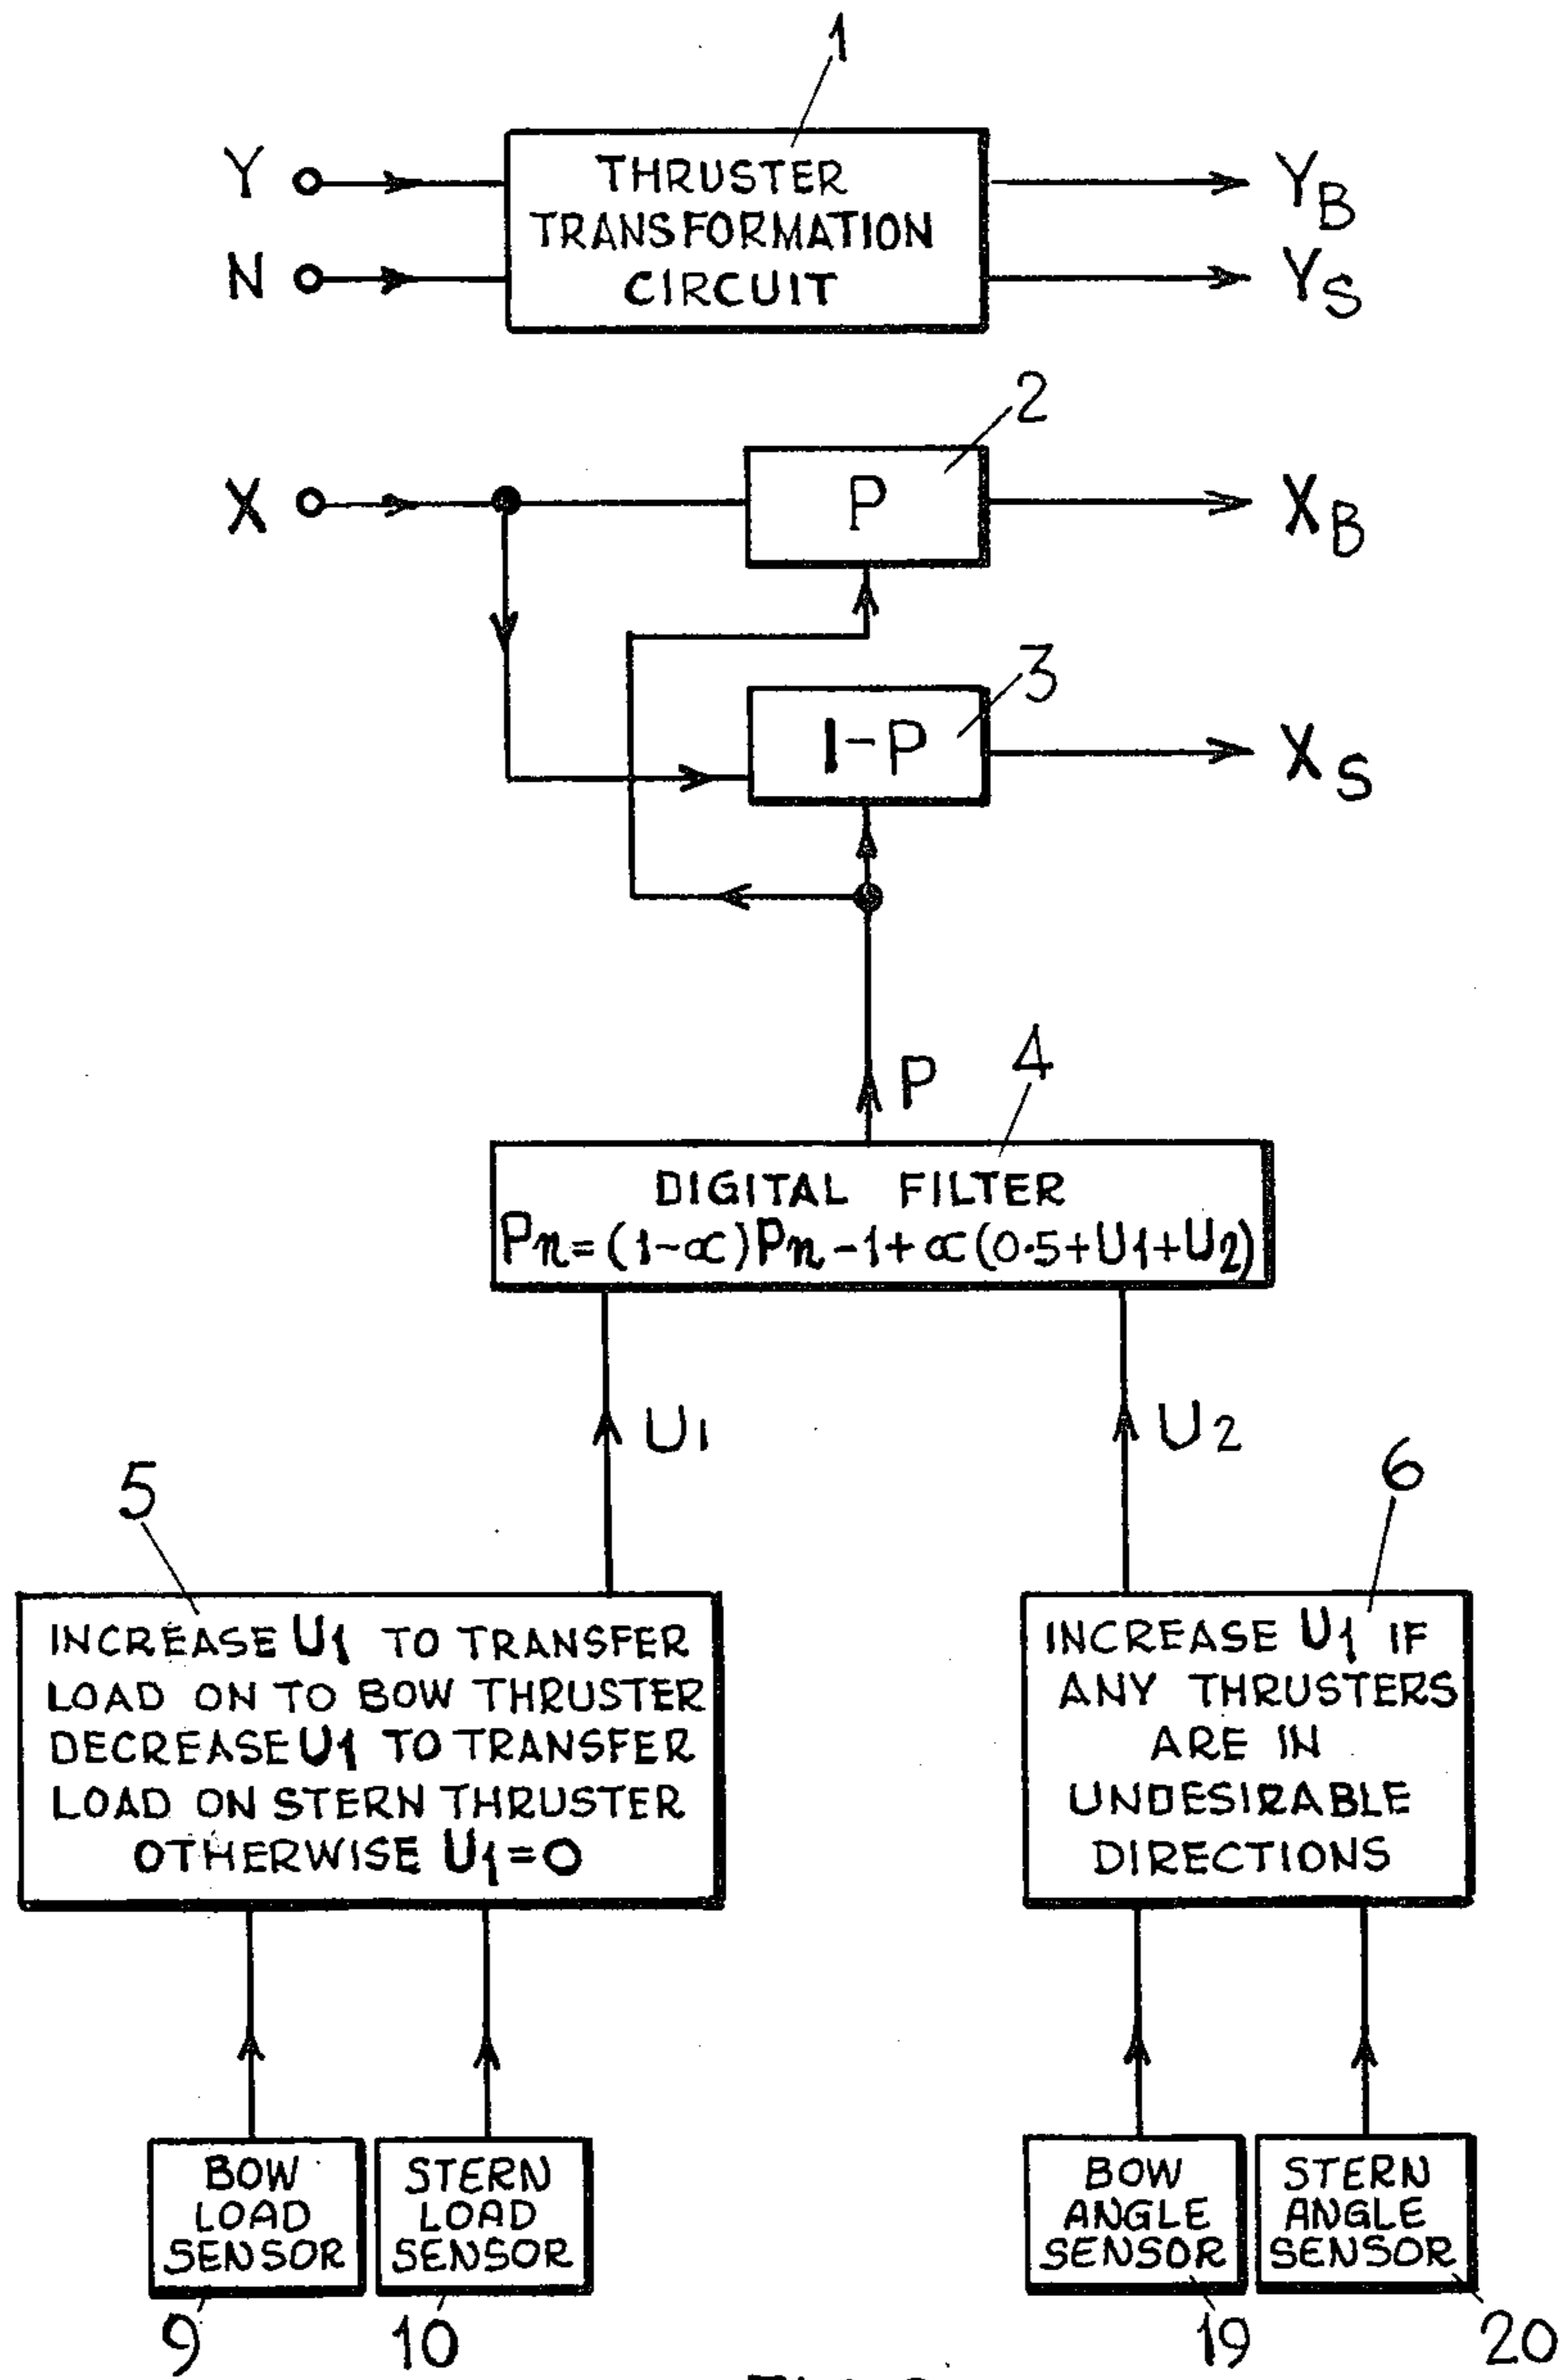 1
Y
THRUSTER
TRANSFORMATION
CIRCUIT
N
YB
YS
2
X
P
XB
3
1-P
XS
P
4
DIGITAL FILTER
Pn=(1-α)Pn-1+α(0.5+U1+U2)
U1
U2
5
6
INCREASE U1 TO TRANSFER
LOAD ON TO BOW THRUSTER
DECREASE U1 TO TRANSFER
LOAD ON STERN THRUSTER
OTHERWISE U1=0
INCREASE U1 IF
ANY THRUSTERS
ARE IN
UNDESIRABLE
DIRECTIONS
BOW
LOAD
SENSOR
STERN
LOAD
SENSOR
BOW
ANGLE
SENSOR
STERN
ANGLE
SENSOR
9
10
19
20